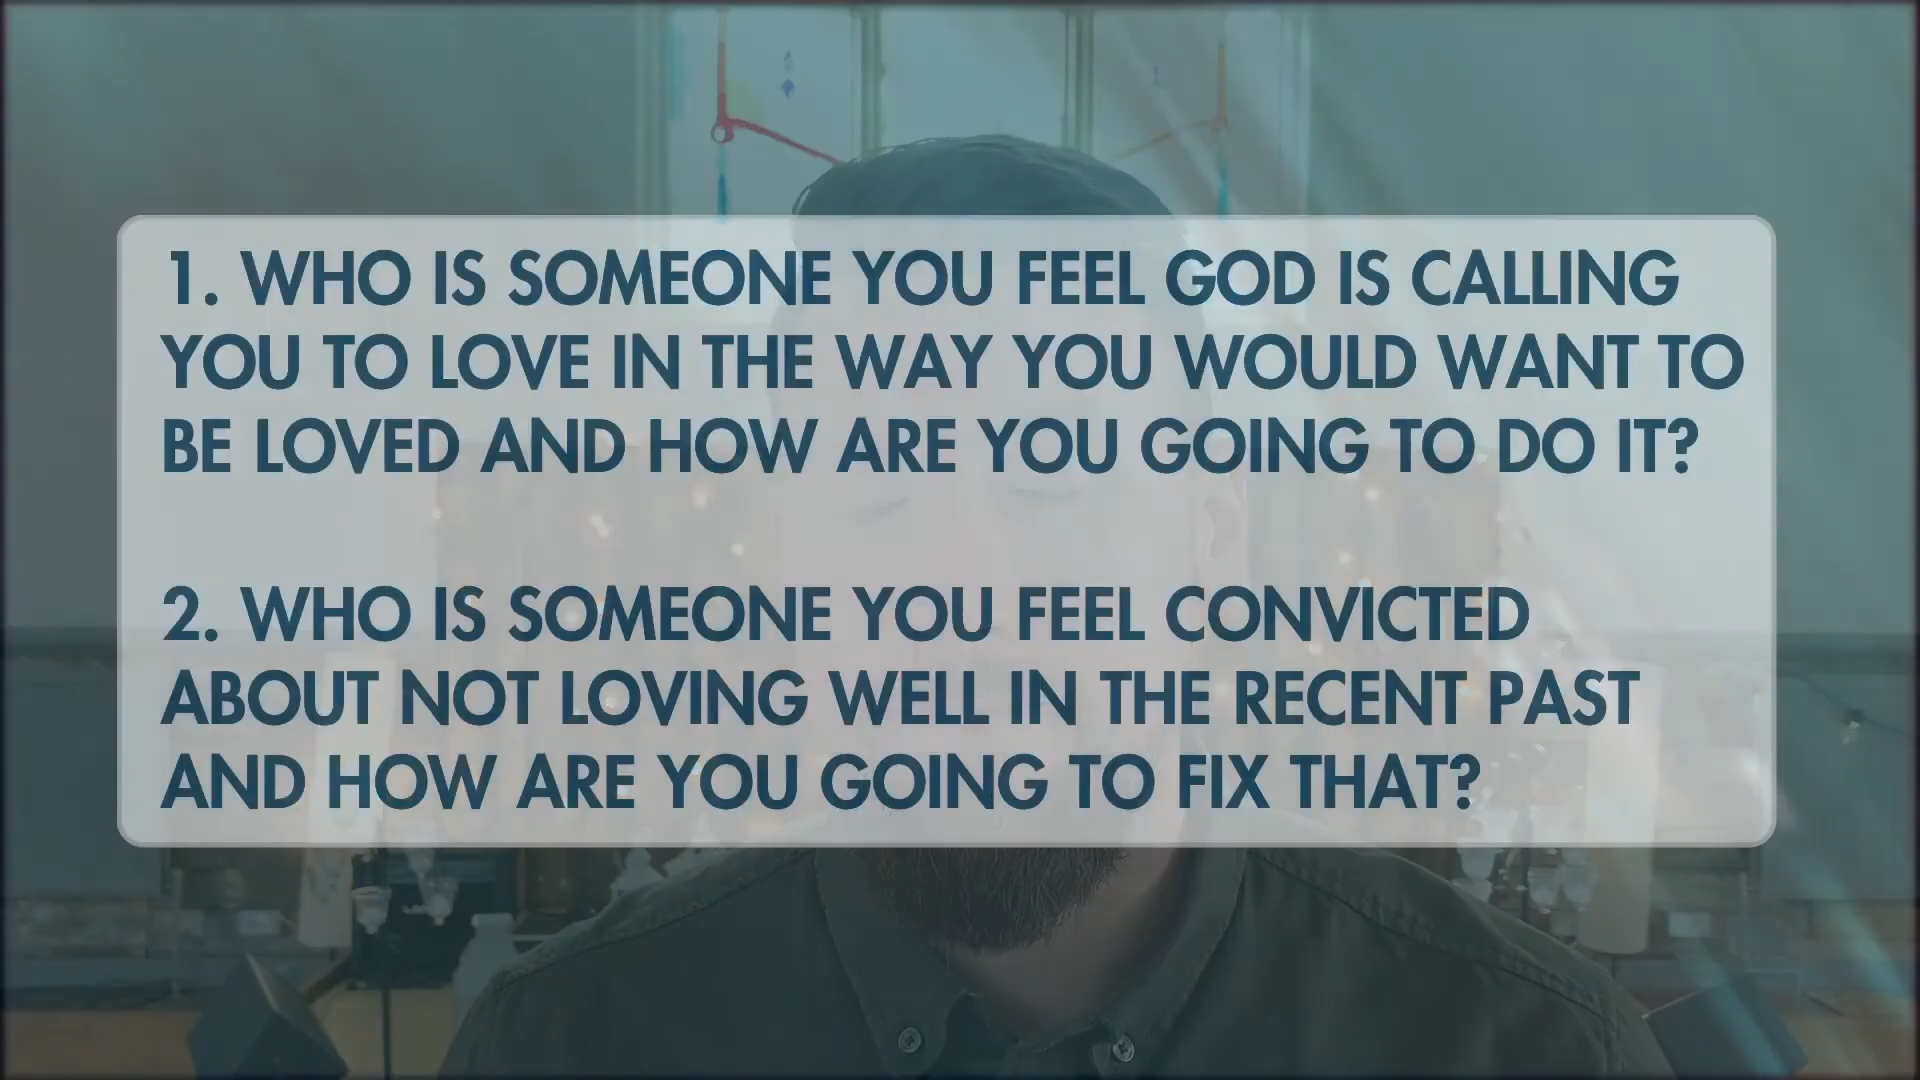 1. WHO IS SOMEONE YOU FEEL GOD IS CALLING
YOU TO LOVE IN THE WAY YOU WOULD WANT TO
BE LOVED AND HOW ARE YOU GOING TO DO IT?
2. WHO IS SOMEONE YOU FEEL CONVICTED
ABOUT NOT LOVING WELL IN THE RECENT PAST
AND HOW ARE YOU GOING TO FIX THAT?